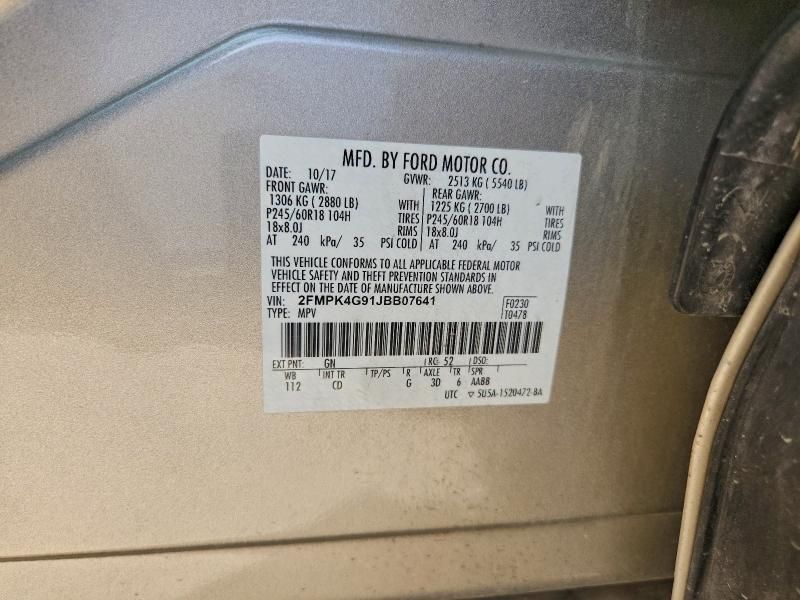 MFD. BY FORD MOTOR CO.
DATE: 10/17 GVWR: 2513 KG ( 5540 LB)
FRONT GAWR: REAR GAWR:
1306 KG ( 2880 LB) WITH 1225 KG ( 2700 LB) WITH
P245/60R18 104H TIRES P245/60R18 104H TIRES
18x8.0J RIMS 18x8.0J RIMS
AT 240 kPa/ 35 PSI COLD AT 240 kPa/ 35 PSI COLD
THIS VEHICLE CONFORMS TO ALL APPLICABLE FEDERAL MOTOR
VEHICLE SAFETY AND THEFT PREVENTION STANDARDS IN
EFFECT ON THE DATE OF MANUFACTURE SHOWN ABOVE.
VIN: 2FMPK4G91JBB07641 F0230
TYPE: MPV T0478
EXT PNT: GN RC: 52 DSO:
WB INT TR TP/PS R AXLE TR SPR
112 CD G 3D 6 AABB
UTC ▽ 5U5A-1520472-BA